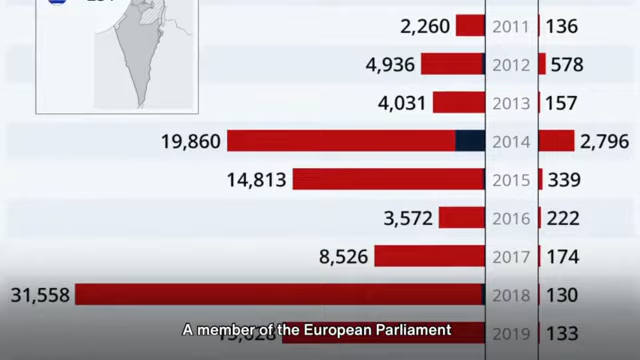 2,260 2011 136
4,936 2012 578
4,031 2013 157
19,860 2014 2,796
14,813 2015 339
3,572 2016 222
8,526 2017 174
31,558 2018 130
2019 133
A member of the European Parliament